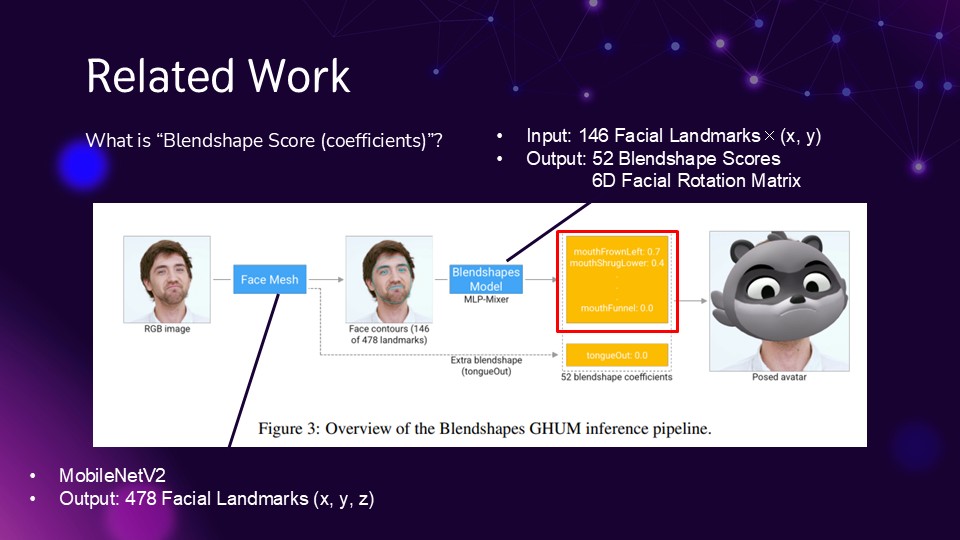 Related Work
What is “Blendshape Score (coefficients)”?
• Input: 146 Facial Landmarks × (x, y)
• Output: 52 Blendshape Scores
6D Facial Rotation Matrix
RGB image
Face Mesh
Face contours (146
of 478 landmarks)
Blendshapes
Model
MLP-Mixer
Extra blendshape
(tongueOut)
mouthFrownLeft: 0.7
mouthShrugLower: 0.4
.
.
.
mouthFunnel: 0.0
tongueOut: 0.0
52 blendshape coefficients
Posed avatar
Figure 3: Overview of the Blendshapes GHUM inference pipeline.
• MobileNetV2
• Output: 478 Facial Landmarks (x, y, z)